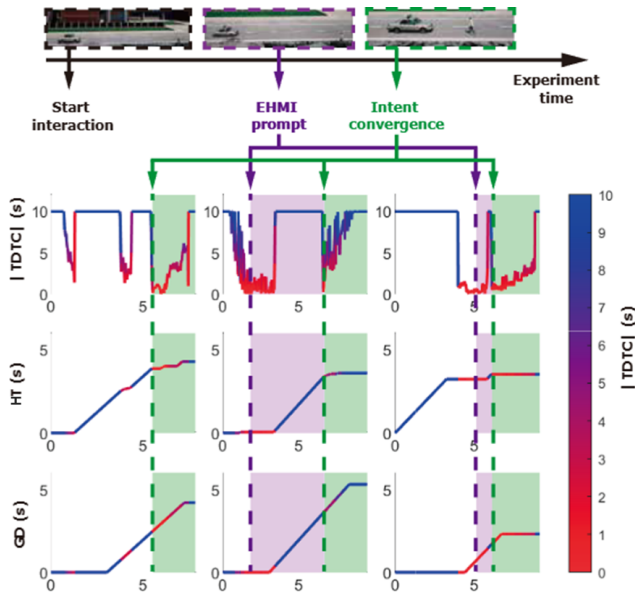 Experiment
time
Start
interaction
EHMI
prompt
Intent
convergence
|TDTC| (s)
10
5
0
0 5
0 5
0 5
HT (s)
5
0
0 5
0 5
0 5
GD (s)
5
0
0 5
0 5
0 5
10
9
8
7
6
5
4
3
2
1
0
|TDTC| (s)